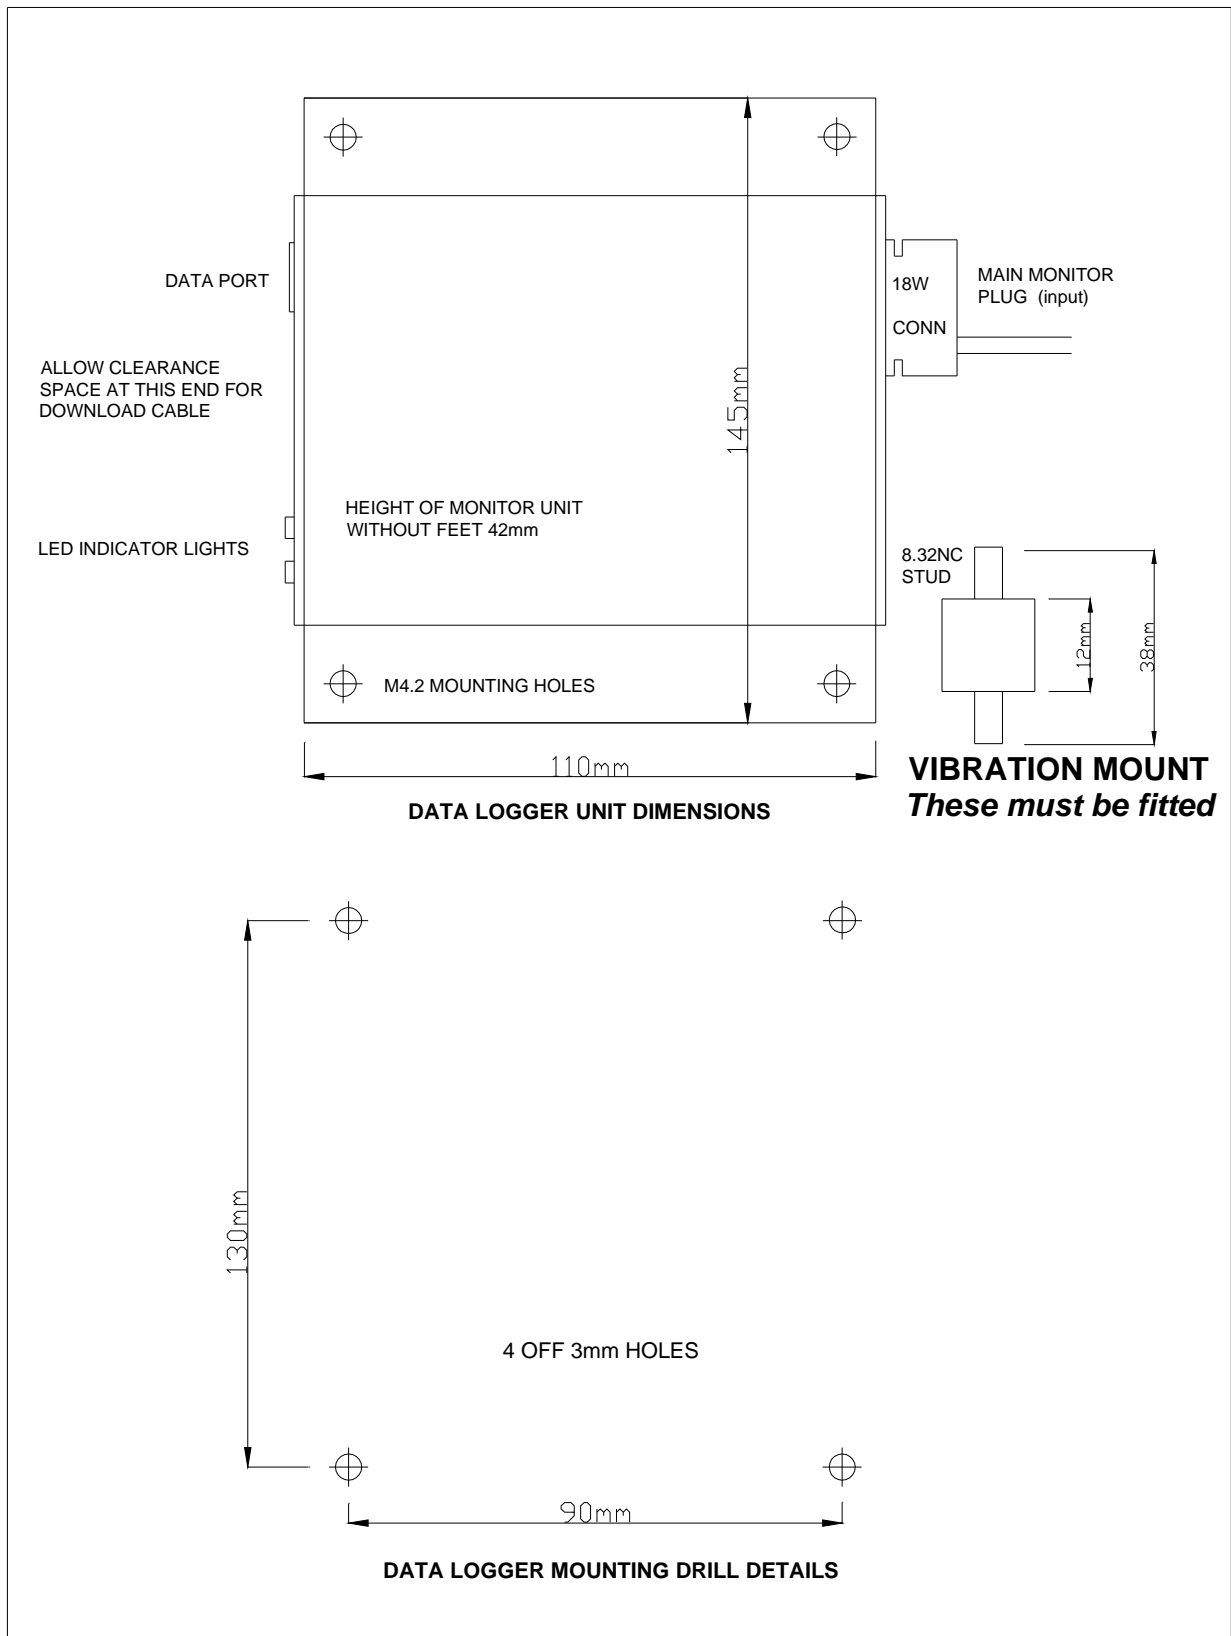 DATA PORT
18W
MAIN MONITOR
PLUG (input)
CONN
ALLOW CLEARANCE
SPACE AT THIS END FOR
DOWNLOAD CABLE
145mm
HEIGHT OF MONITOR UNIT
WITHOUT FEET 42mm
LED INDICATOR LIGHTS
8.32NC
STUD
12mm
38mm
M4.2 MOUNTING HOLES
110mm
VIBRATION MOUNT
These must be fitted
DATA LOGGER UNIT DIMENSIONS
130mm
4 OFF 3mm HOLES
90mm
DATA LOGGER MOUNTING DRILL DETAILS